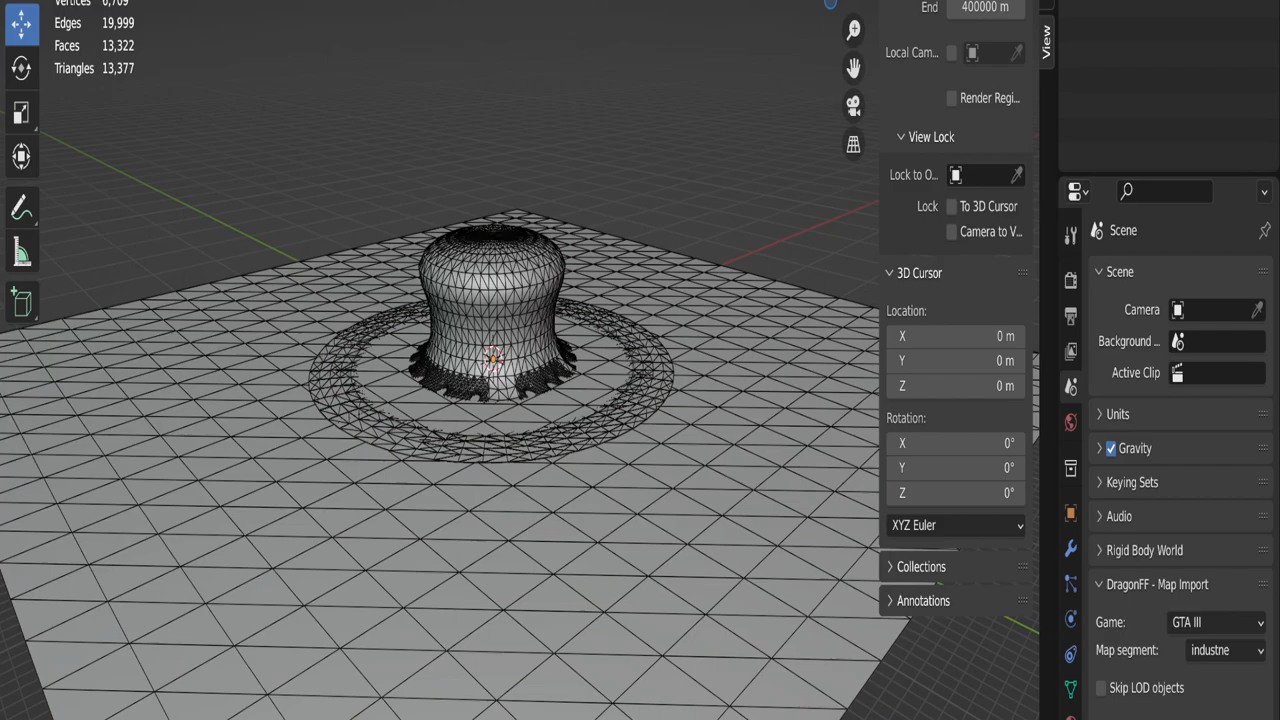 Vertices 6,709
Edges 19,999
Faces 13,322
Triangles 13,377
End 400000 m
Local Cam...
Render Regi...
View Lock
Lock to O...
Lock To 3D Cursor
Camera to V...
3D Cursor
Location:
X 0 m
Y 0 m
Z 0 m
Rotation:
X 0°
Y 0°
Z 0°
XYZ Euler
Collections
Annotations
View
Scene
Scene
Camera
Background ...
Active Clip
Units
Gravity
Keying Sets
Audio
Rigid Body World
DragonFF - Map Import
Game: GTA III
Map segment: industne
Skip LOD objects